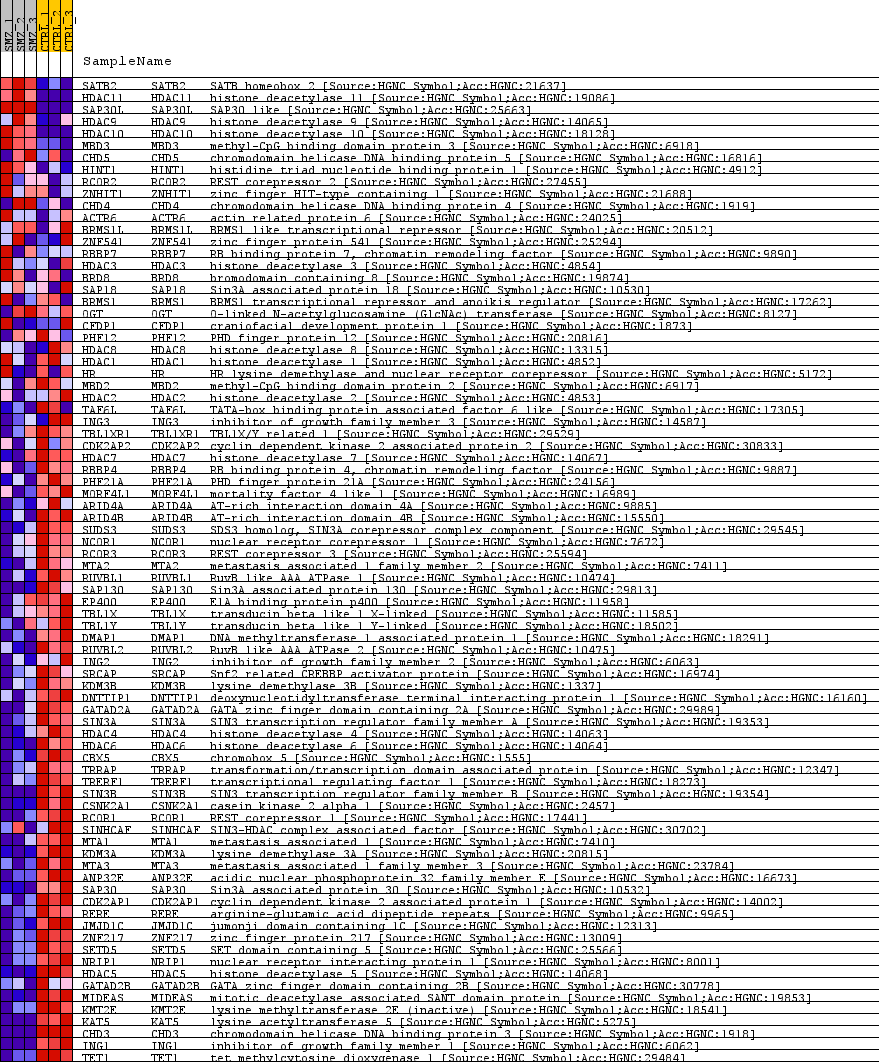 SMZ_1 SMZ_2 SMZ_3 CTRL_1 CTRL_2 CTRL_3
SampleName
SATB2 SATB2 SATB homeobox 2 [Source:HGNC Symbol;Acc:HGNC:21637]
HDAC11 HDAC11 histone deacetylase 11 [Source:HGNC Symbol;Acc:HGNC:19086]
SAP30L SAP30L SAP30 like [Source:HGNC Symbol;Acc:HGNC:25663]
HDAC9 HDAC9 histone deacetylase 9 [Source:HGNC Symbol;Acc:HGNC:14065]
HDAC10 HDAC10 histone deacetylase 10 [Source:HGNC Symbol;Acc:HGNC:18128]
MBD3 MBD3 methyl-CpG binding domain protein 3 [Source:HGNC Symbol;Acc:HGNC:6918]
CHD5 CHD5 chromodomain helicase DNA binding protein 5 [Source:HGNC Symbol;Acc:HGNC:16816]
HINT1 HINT1 histidine triad nucleotide binding protein 1 [Source:HGNC Symbol;Acc:HGNC:4912]
RCOR2 RCOR2 REST corepressor 2 [Source:HGNC Symbol;Acc:HGNC:27455]
ZNHIT1 ZNHIT1 zinc finger HIT-type containing 1 [Source:HGNC Symbol;Acc:HGNC:21688]
CHD4 CHD4 chromodomain helicase DNA binding protein 4 [Source:HGNC Symbol;Acc:HGNC:1919]
ACTR6 ACTR6 actin related protein 6 [Source:HGNC Symbol;Acc:HGNC:24025]
BRMS1L BRMS1L BRMS1 like transcriptional repressor [Source:HGNC Symbol;Acc:HGNC:20512]
ZNF541 ZNF541 zinc finger protein 541 [Source:HGNC Symbol;Acc:HGNC:25294]
RBBP7 RBBP7 RB binding protein 7, chromatin remodeling factor [Source:HGNC Symbol;Acc:HGNC:9890]
HDAC3 HDAC3 histone deacetylase 3 [Source:HGNC Symbol;Acc:HGNC:4854]
BRD8 BRD8 bromodomain containing 8 [Source:HGNC Symbol;Acc:HGNC:19874]
SAP18 SAP18 Sin3A associated protein 18 [Source:HGNC Symbol;Acc:HGNC:10530]
BRMS1 BRMS1 BRMS1 transcriptional repressor and anoikis regulator [Source:HGNC Symbol;Acc:HGNC:17262]
OGT OGT O-linked N-acetylglucosamine (GlcNAc) transferase [Source:HGNC Symbol;Acc:HGNC:8127]
CFDP1 CFDP1 craniofacial development protein 1 [Source:HGNC Symbol;Acc:HGNC:1873]
PHF12 PHF12 PHD finger protein 12 [Source:HGNC Symbol;Acc:HGNC:20816]
HDAC8 HDAC8 histone deacetylase 8 [Source:HGNC Symbol;Acc:HGNC:13315]
HDAC1 HDAC1 histone deacetylase 1 [Source:HGNC Symbol;Acc:HGNC:4852]
HR HR HR lysine demethylase and nuclear receptor corepressor [Source:HGNC Symbol;Acc:HGNC:5172]
MBD2 MBD2 methyl-CpG binding domain protein 2 [Source:HGNC Symbol;Acc:HGNC:6917]
HDAC2 HDAC2 histone deacetylase 2 [Source:HGNC Symbol;Acc:HGNC:4853]
TAF6L TAF6L TATA-box binding protein associated factor 6 like [Source:HGNC Symbol;Acc:HGNC:17305]
ING3 ING3 inhibitor of growth family member 3 [Source:HGNC Symbol;Acc:HGNC:14587]
TBL1XR1 TBL1XR1 TBL1X/Y related 1 [Source:HGNC Symbol;Acc:HGNC:29529]
CDK2AP2 CDK2AP2 cyclin dependent kinase 2 associated protein 2 [Source:HGNC Symbol;Acc:HGNC:30833]
HDAC7 HDAC7 histone deacetylase 7 [Source:HGNC Symbol;Acc:HGNC:14067]
RBBP4 RBBP4 RB binding protein 4, chromatin remodeling factor [Source:HGNC Symbol;Acc:HGNC:9887]
PHF21A PHF21A PHD finger protein 21A [Source:HGNC Symbol;Acc:HGNC:24156]
MORF4L1 MORF4L1 mortality factor 4 like 1 [Source:HGNC Symbol;Acc:HGNC:16989]
ARID4A ARID4A AT-rich interaction domain 4A [Source:HGNC Symbol;Acc:HGNC:9885]
ARID4B ARID4B AT-rich interaction domain 4B [Source:HGNC Symbol;Acc:HGNC:15550]
SUDS3 SUDS3 SDS3 homolog, SIN3A corepressor complex component [Source:HGNC Symbol;Acc:HGNC:29545]
NCOR1 NCOR1 nuclear receptor corepressor 1 [Source:HGNC Symbol;Acc:HGNC:7672]
RCOR3 RCOR3 REST corepressor 3 [Source:HGNC Symbol;Acc:HGNC:25594]
MTA2 MTA2 metastasis associated 1 family member 2 [Source:HGNC Symbol;Acc:HGNC:7411]
RUVBL1 RUVBL1 RuvB like AAA ATPase 1 [Source:HGNC Symbol;Acc:HGNC:10474]
SAP130 SAP130 Sin3A associated protein 130 [Source:HGNC Symbol;Acc:HGNC:29813]
EP400 EP400 E1A binding protein p400 [Source:HGNC Symbol;Acc:HGNC:11958]
TBL1X TBL1X transducin beta like 1 X-linked [Source:HGNC Symbol;Acc:HGNC:11585]
TBL1Y TBL1Y transducin beta like 1 Y-linked [Source:HGNC Symbol;Acc:HGNC:18502]
DMAP1 DMAP1 DNA methyltransferase 1 associated protein 1 [Source:HGNC Symbol;Acc:HGNC:18291]
RUVBL2 RUVBL2 RuvB like AAA ATPase 2 [Source:HGNC Symbol;Acc:HGNC:10475]
ING2 ING2 inhibitor of growth family member 2 [Source:HGNC Symbol;Acc:HGNC:6063]
SRCAP SRCAP Snf2 related CREBBP activator protein [Source:HGNC Symbol;Acc:HGNC:16974]
KDM3B KDM3B lysine demethylase 3B [Source:HGNC Symbol;Acc:HGNC:1337]
DNTTIP1 DNTTIP1 deoxynucleotidyltransferase terminal interacting protein 1 [Source:HGNC Symbol;Acc:HGNC:16160]
GATAD2A GATAD2A GATA zinc finger domain containing 2A [Source:HGNC Symbol;Acc:HGNC:29989]
SIN3A SIN3A SIN3 transcription regulator family member A [Source:HGNC Symbol;Acc:HGNC:19353]
HDAC4 HDAC4 histone deacetylase 4 [Source:HGNC Symbol;Acc:HGNC:14063]
HDAC6 HDAC6 histone deacetylase 6 [Source:HGNC Symbol;Acc:HGNC:14064]
CBX5 CBX5 chromobox 5 [Source:HGNC Symbol;Acc:HGNC:1555]
TRRAP TRRAP transformation/transcription domain associated protein [Source:HGNC Symbol;Acc:HGNC:12347]
TRERF1 TRERF1 transcriptional regulating factor 1 [Source:HGNC Symbol;Acc:HGNC:18273]
SIN3B SIN3B SIN3 transcription regulator family member B [Source:HGNC Symbol;Acc:HGNC:19354]
CSNK2A1 CSNK2A1 casein kinase 2 alpha 1 [Source:HGNC Symbol;Acc:HGNC:2457]
RCOR1 RCOR1 REST corepressor 1 [Source:HGNC Symbol;Acc:HGNC:17441]
SINHCAF SINHCAF SIN3-HDAC complex associated factor [Source:HGNC Symbol;Acc:HGNC:30702]
MTA1 MTA1 metastasis associated 1 [Source:HGNC Symbol;Acc:HGNC:7410]
KDM3A KDM3A lysine demethylase 3A [Source:HGNC Symbol;Acc:HGNC:20815]
MTA3 MTA3 metastasis associated 1 family member 3 [Source:HGNC Symbol;Acc:HGNC:23784]
ANP32E ANP32E acidic nuclear phosphoprotein 32 family member E [Source:HGNC Symbol;Acc:HGNC:16673]
SAP30 SAP30 Sin3A associated protein 30 [Source:HGNC Symbol;Acc:HGNC:10532]
CDK2AP1 CDK2AP1 cyclin dependent kinase 2 associated protein 1 [Source:HGNC Symbol;Acc:HGNC:14002]
RERE RERE arginine-glutamic acid dipeptide repeats [Source:HGNC Symbol;Acc:HGNC:9965]
JMJD1C JMJD1C jumonji domain containing 1C [Source:HGNC Symbol;Acc:HGNC:12313]
ZNF217 ZNF217 zinc finger protein 217 [Source:HGNC Symbol;Acc:HGNC:13009]
SETD5 SETD5 SET domain containing 5 [Source:HGNC Symbol;Acc:HGNC:25566]
NRIP1 NRIP1 nuclear receptor interacting protein 1 [Source:HGNC Symbol;Acc:HGNC:8001]
HDAC5 HDAC5 histone deacetylase 5 [Source:HGNC Symbol;Acc:HGNC:14068]
GATAD2B GATAD2B GATA zinc finger domain containing 2B [Source:HGNC Symbol;Acc:HGNC:30778]
MIDEAS MIDEAS mitotic deacetylase associated SANT domain protein [Source:HGNC Symbol;Acc:HGNC:19853]
KMT2E KMT2E lysine methyltransferase 2E (inactive) [Source:HGNC Symbol;Acc:HGNC:18541]
KAT5 KAT5 lysine acetyltransferase 5 [Source:HGNC Symbol;Acc:HGNC:5275]
CHD3 CHD3 chromodomain helicase DNA binding protein 3 [Source:HGNC Symbol;Acc:HGNC:1918]
ING1 ING1 inhibitor of growth family member 1 [Source:HGNC Symbol;Acc:HGNC:6062]
TET1 TET1 tet methylcytosine dioxygenase 1 [Source:HGNC Symbol;Acc:HGNC:29484]